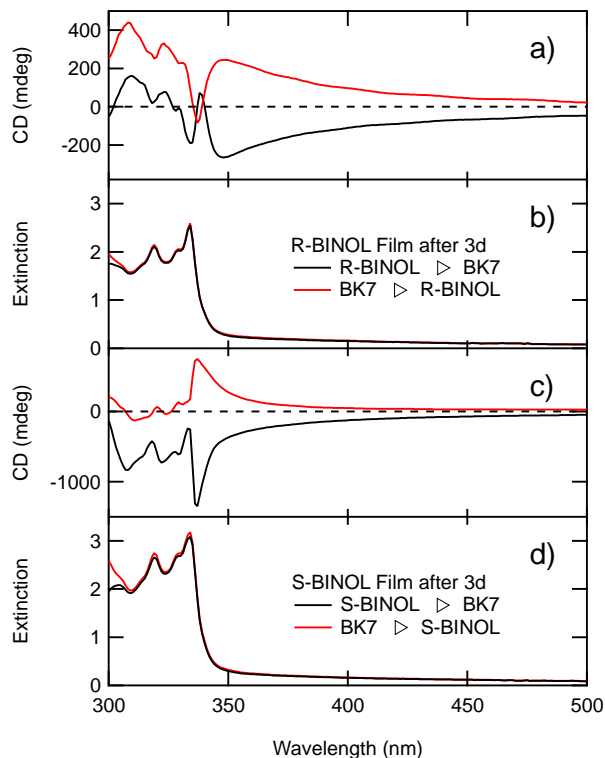 400
200
0
-200
CD (mdeg)
a)
3
2
1
0
Extinction
b)
R-BINOL Film after 3d
R-BINOL ▷ BK7
BK7 ▷ R-BINOL
0
-1000
CD (mdeg)
c)
3
2
1
0
Extinction
d)
S-BINOL Film after 3d
S-BINOL ▷ BK7
BK7 ▷ S-BINOL
300 350 400 450 500
Wavelength (nm)